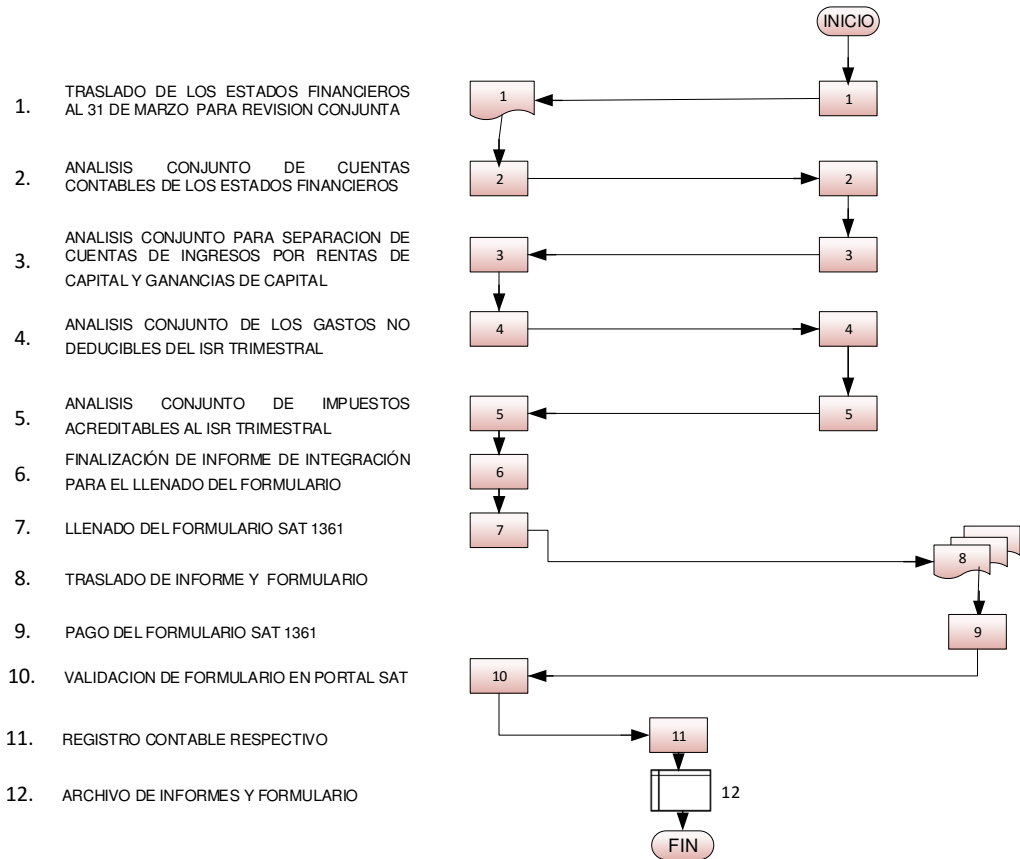 INICIO
1. TRASLADO DE LOS ESTADOS FINANCIEROS
AL 31 DE MARZO PARA REVISION CONJUNTA
1
1
2. ANALISIS CONJUNTO DE CUENTAS
CONTABLES DE LOS ESTADOS FINANCIEROS
2
2
3. ANALISIS CONJUNTO PARA SEPARACION DE
CUENTAS DE INGRESOS POR RENTAS DE
CAPITAL Y GANANCIAS DE CAPITAL
3
3
4. ANALISIS CONJUNTO DE LOS GASTOS NO
DEDUCIBLES DEL ISR TRIMESTRAL
4
4
5. ANALISIS CONJUNTO DE IMPUESTOS
ACREDITABLES AL ISR TRIMESTRAL
5
5
6. FINALIZACIÓN DE INFORME DE INTEGRACIÓN
PARA EL LLENADO DEL FORMULARIO
6
7. LLENADO DEL FORMULARIO SAT 1361
7
8. TRASLADO DE INFORME Y FORMULARIO
8
9. PAGO DEL FORMULARIO SAT 1361
9
10. VALIDACION DE FORMULARIO EN PORTAL SAT
10
11. REGISTRO CONTABLE RESPECTIVO
11
12. ARCHIVO DE INFORMES Y FORMULARIO
12
FIN